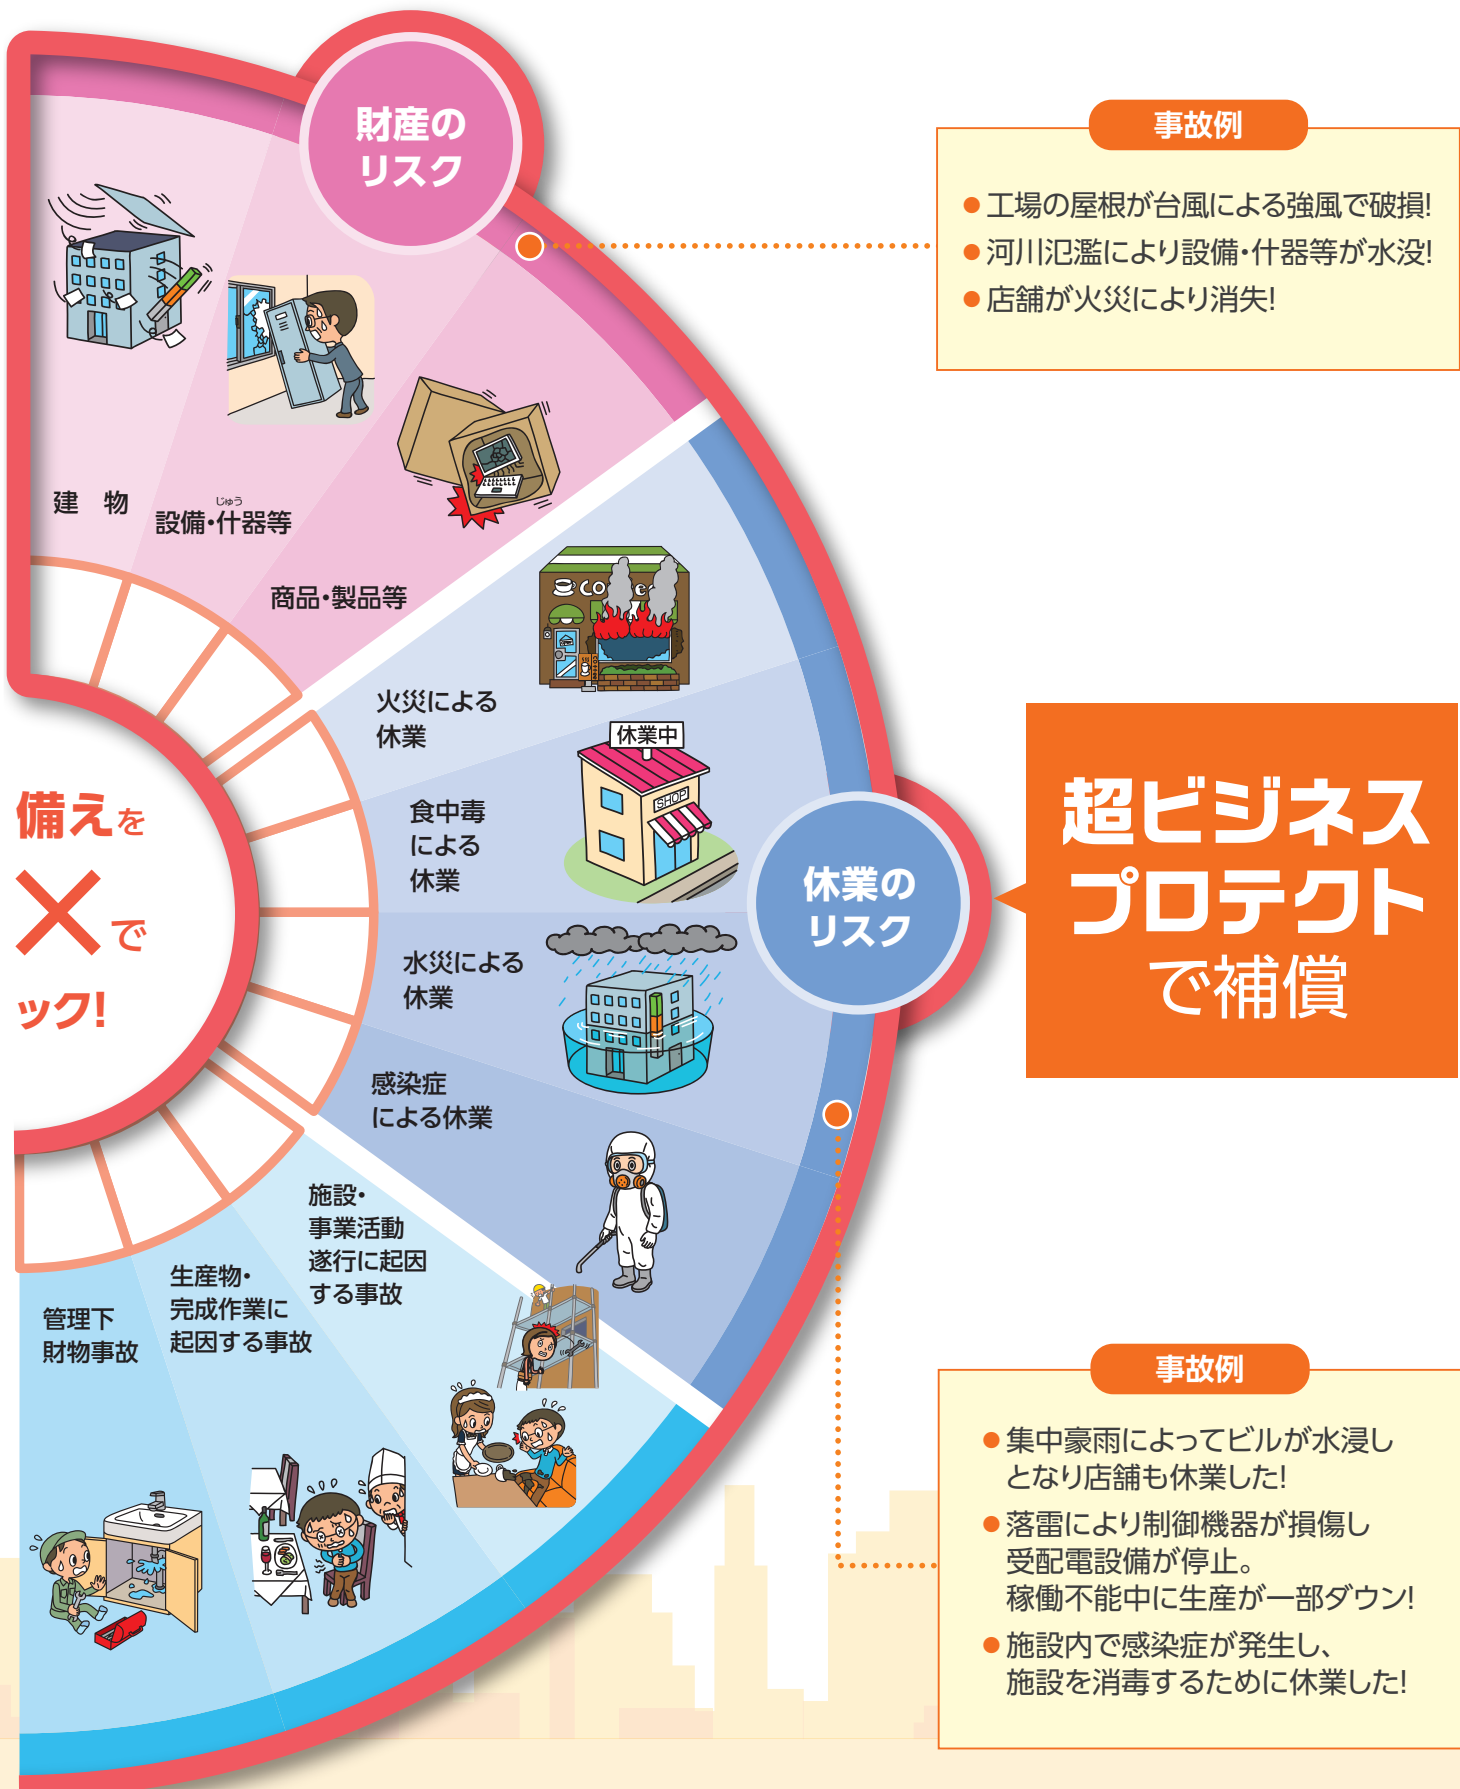 財産の
リスク
事故例
●工場の屋根が台風による強風で破損!
●河川氾濫により設備・什器等が水没!
●店舗が火災により消失!
建　物
じゅう
設備・什器等
商品・製品等
COffee
火災による
休業
休業中
SHOP
食中毒
による
休業
備えを
×で
ック!
休業の
リスク
超ビジネス
プロテクト
で補償
水災による
休業
感染症
による休業
施設・
事業活動
遂行に起因
する事故
生産物・
完成作業に
起因する事故
管理下
財物事故
事故例
●集中豪雨によってビルが水浸し
となり店舗も休業した!
●落雷により制御機器が損傷し
受配電設備が停止。
稼働不能中に生産が一部ダウン!
●施設内で感染症が発生し、
施設を消毒するために休業した!